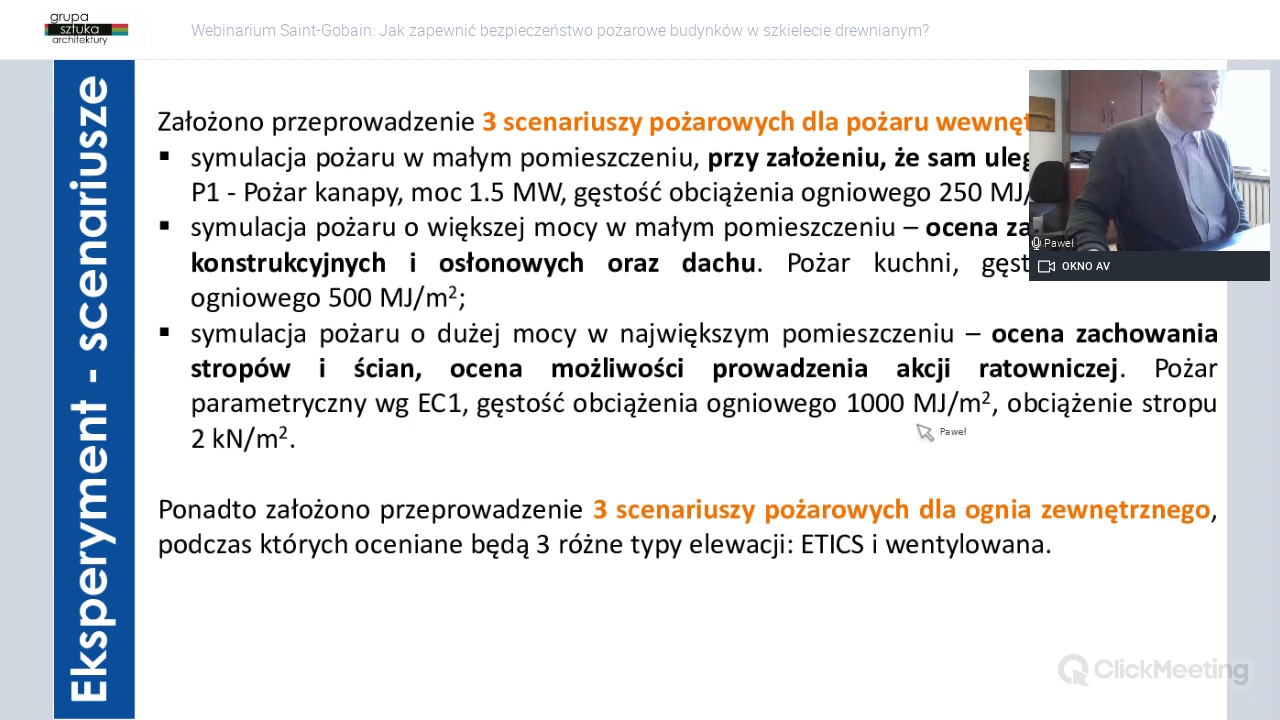 grupa
sztuka
architektury
Webinarium Saint-Gobain: Jak zapewnić bezpieczeństwo pożarowe budynków w szkielecie drewnianym?
Eksperyment - scenariusze
Założono przeprowadzenie 3 scenariuszy pożarowych dla pożaru
▪ symulacja pożaru w małym pomieszczeniu, przy założeniu, że sam
P1 - Pożar kanapy, moc 1.5 MW, gęstość obciążenia ogniowego 250
▪ symulacja pożaru o większej mocy w małym pomieszczeniu – ocena
konstrukcyjnych i osłonowych oraz dachu. Pożar kuchni,
ogniowego 500 MJ/m²;
▪ symulacja pożaru o dużej mocy w największym pomieszczeniu – ocena zachowania
stropów i ścian, ocena możliwości prowadzenia akcji ratowniczej. Pożar
parametryczny wg EC1, gęstość obciążenia ogniowego 1000 MJ/m², obciążenie stropu
2 kN/m².
Ponadto założono przeprowadzenie 3 scenariuszy pożarowych dla ognia zewnętrznego,
podczas których oceniane będą 3 różne typy elewacji: ETICS i wentylowana.
Paweł
OKNO AV
Paweł
ClickMeeting